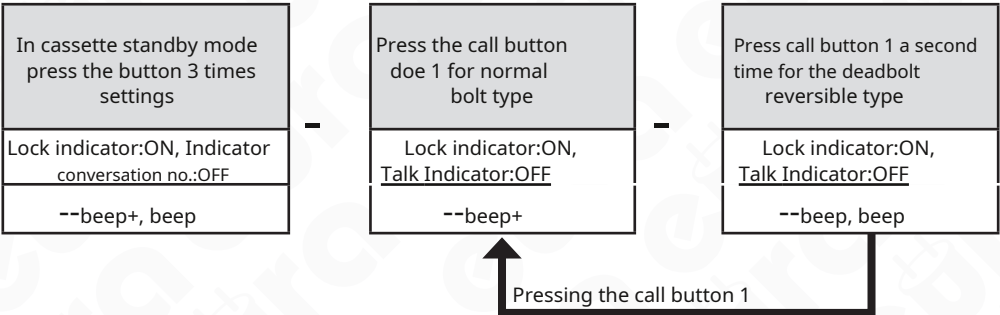 In cassette standby mode
press the button 3 times
settings
Lock indicator:ON, Indicator
conversation no.:OFF
--beep+, beep
-
Press the call button
doe 1 for normal
bolt type
Lock indicator:ON,
Talk Indicator:OFF
--beep+
-
Press call button 1 a second
time for the deadbolt
reversible type
Lock indicator:ON,
Talk Indicator:OFF
--beep, beep
Pressing the call button 1